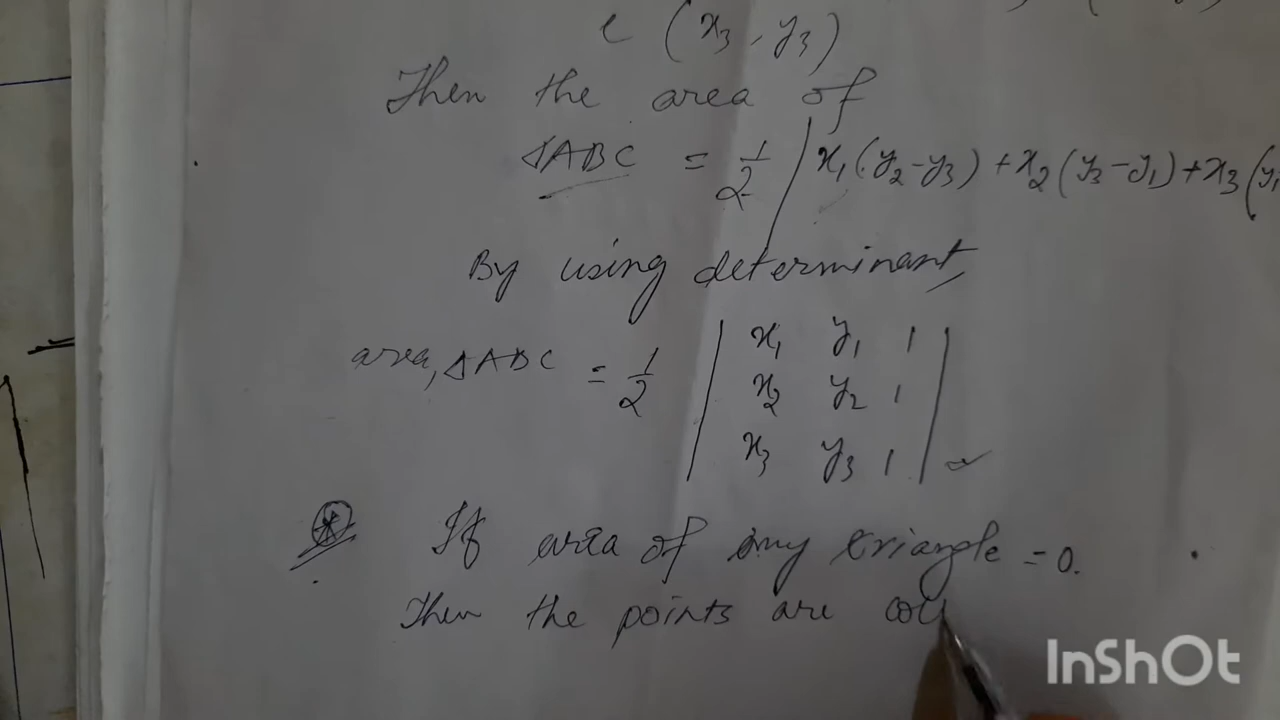 C (x₃, y₃)
Then the area of
ΔABC = 1/2 | x₁(y₂-y₃) + x₂(y₃-y₁) + x₃(y₁
By using determinant,
area, ΔABC = 1/2 | x₁ y₁ 1
x₂ y₂ 1
x₃ y₃ 1 |
If area of any triangle = 0.
Then the points are coll
InShOt